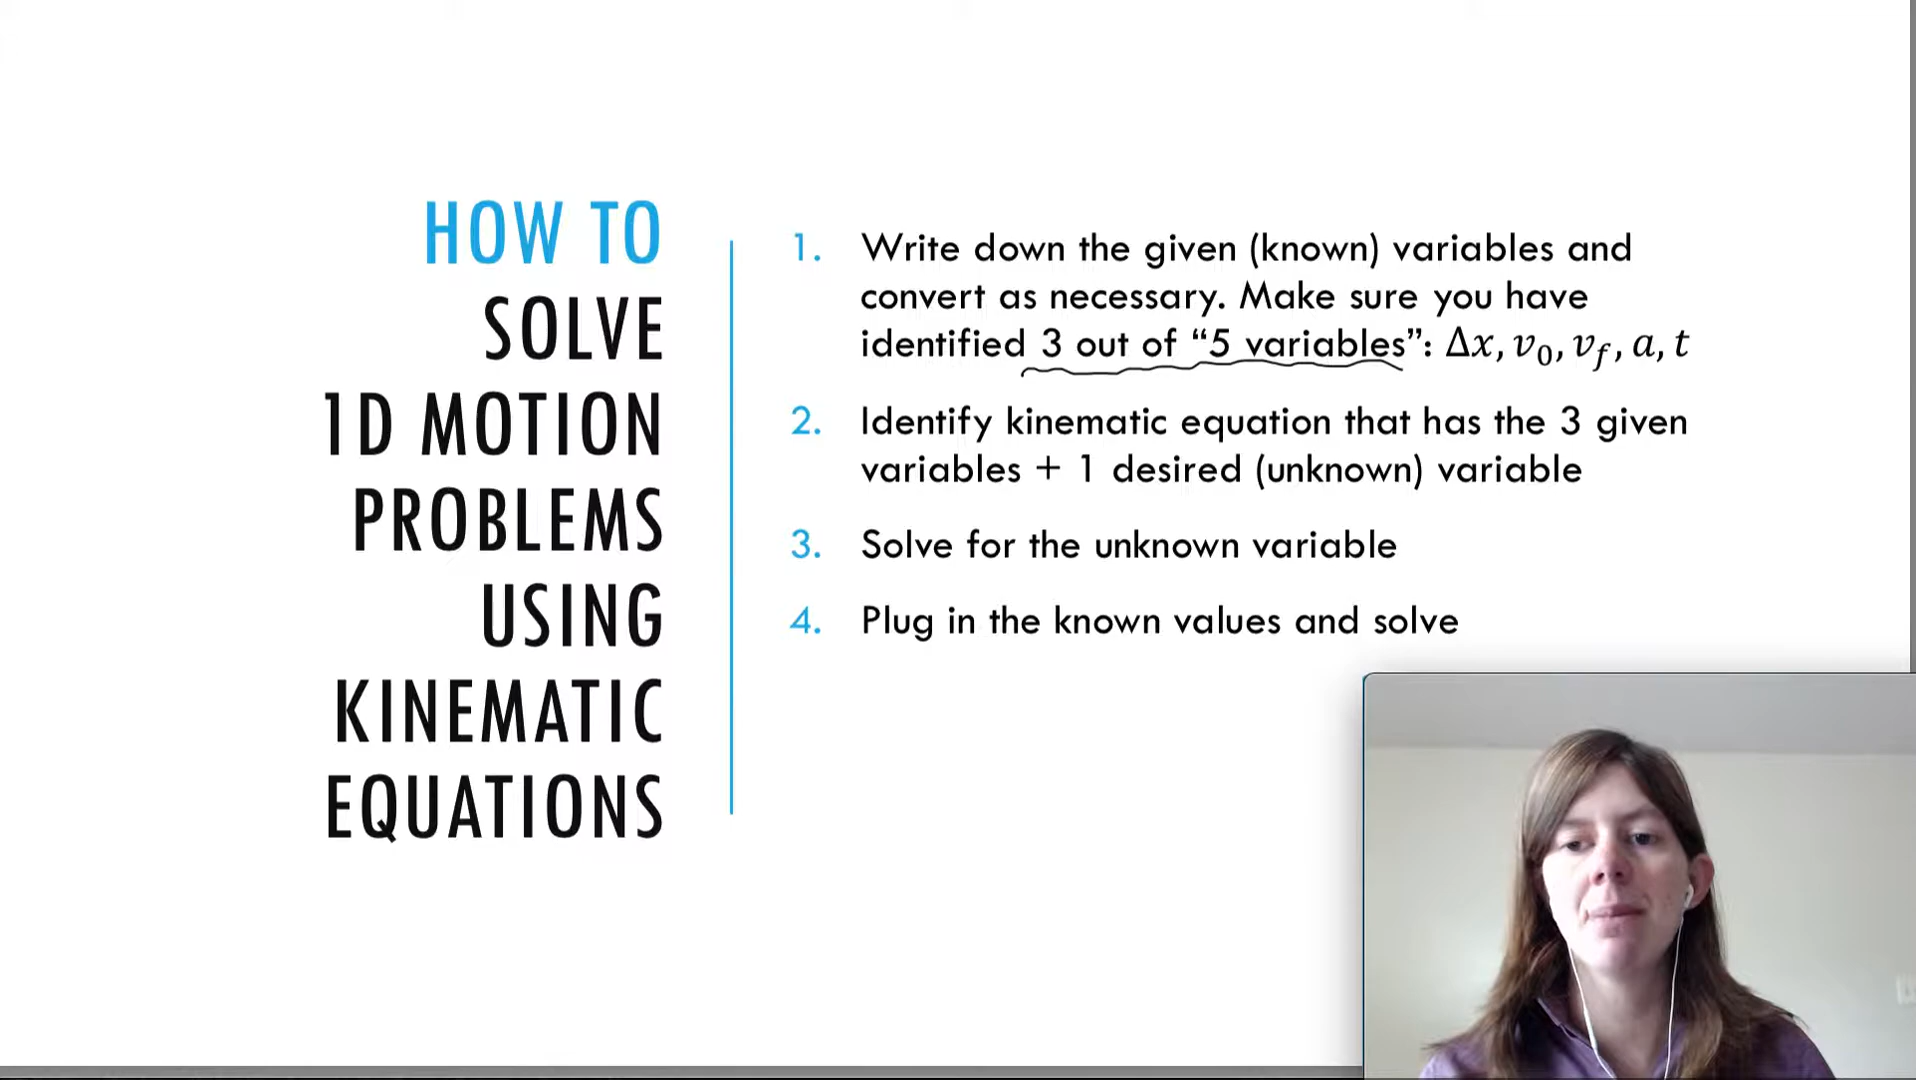 HOW TO
SOLVE
1D MOTION
PROBLEMS
USING
KINEMATIC
EQUATIONS
1. Write down the given (known) variables and
convert as necessary. Make sure you have
identified 3 out of “5 variables”: Δx, v₀, v_f, a, t
2. Identify kinematic equation that has the 3 given
variables + 1 desired (unknown) variable
3. Solve for the unknown variable
4. Plug in the known values and solve